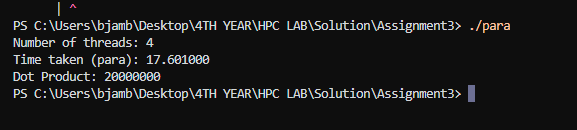 | ^
PS C:\Users\bjamb\Desktop\4TH YEAR\HPC LAB\Solution\Assignment3> ./para
Number of threads: 4
Time taken (para): 17.601000
Dot Product: 20000000
PS C:\Users\bjamb\Desktop\4TH YEAR\HPC LAB\Solution\Assignment3>